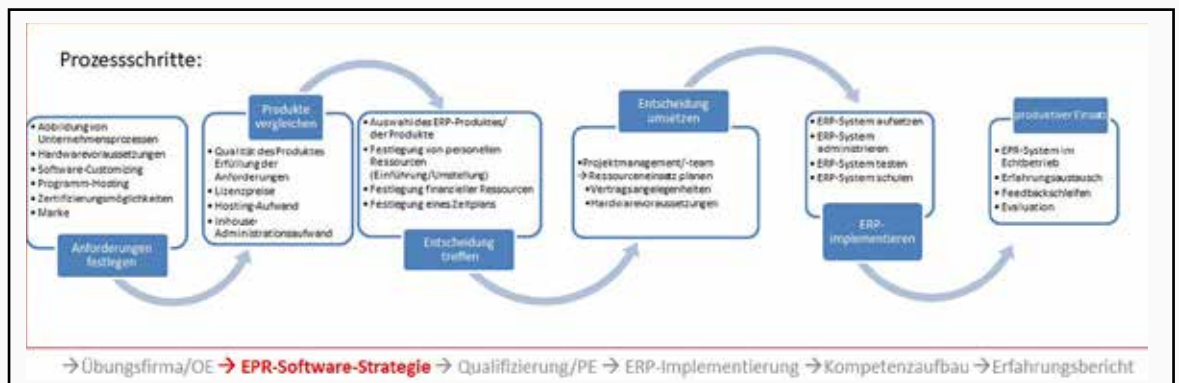 Prozessschritte:
• Abbildung von
Unternehmensprozessen
• Hardwarevoraussetzungen
• Software-Customizing
• Programm-Hosting
• Zertifizierungsmöglichkeiten
• Marke
Anforderungen
festlegen
Produkte
vergleichen
• Qualität des Produktes
Erfüllung der
Anforderungen
• Lizenzpreise
• Hosting-Aufwand
• Inhouse-
Administrationsaufwand
• Auswahl des ERP-Produktes/
der Produkte
• Festlegung von personellen
Ressourcen
(Einführung/Umstellung)
• Festlegung finanzieller Ressourcen
• Festlegung eines Zeitplans
Entscheidung
treffen
Entscheidung
umsetzen
•Projektmanagement/-team
→Ressourceneinsatz planen
•Vertragsangelegenheiten
•Hardwarevoraussetzungen
• ERP-System aufsetzen
• ERP-System
administrieren
• ERP-System testen
• ERP-System schulen
ERP-
implementieren
produktiver Einsatz
• EPR-System im
Echtbetrieb
• Erfahrungsaustausch
• Feedbackschleifen
• Evaluation
→Übungsfirma/OE → EPR-Software-Strategie → Qualifizierung/PE → ERP-Implementierung →Kompetenzaufbau →Erfahrungsbericht